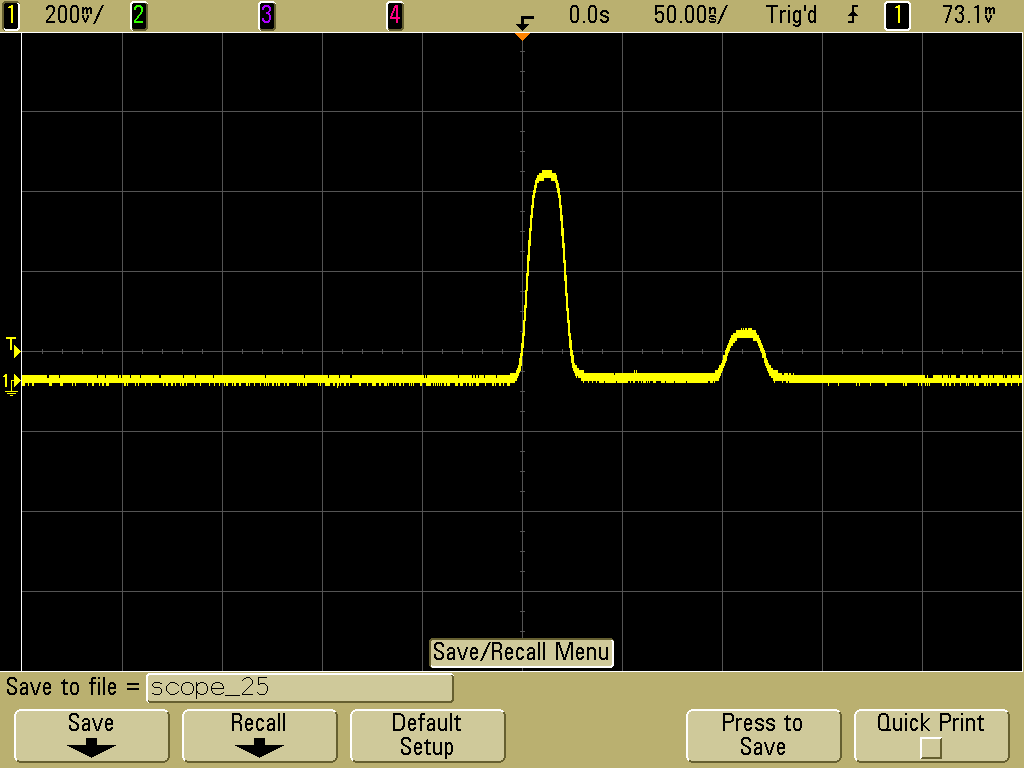 1 200mV/ 2 3 4 0.0s 50.00ns/ Trig'd 1 73.1mV
T
1
Save/Recall Menu
Save to file = scope_25
Save Recall Default Setup Press to Save Quick Print